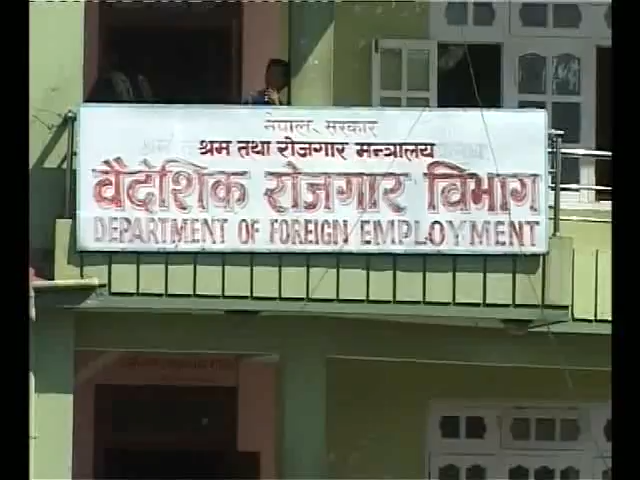 नेपाल सरकार
श्रम तथा रोजगार मन्त्रालय
वैदेशिक रोजगार विभाग
DEPARTMENT OF FOREIGN EMPLOYMENT